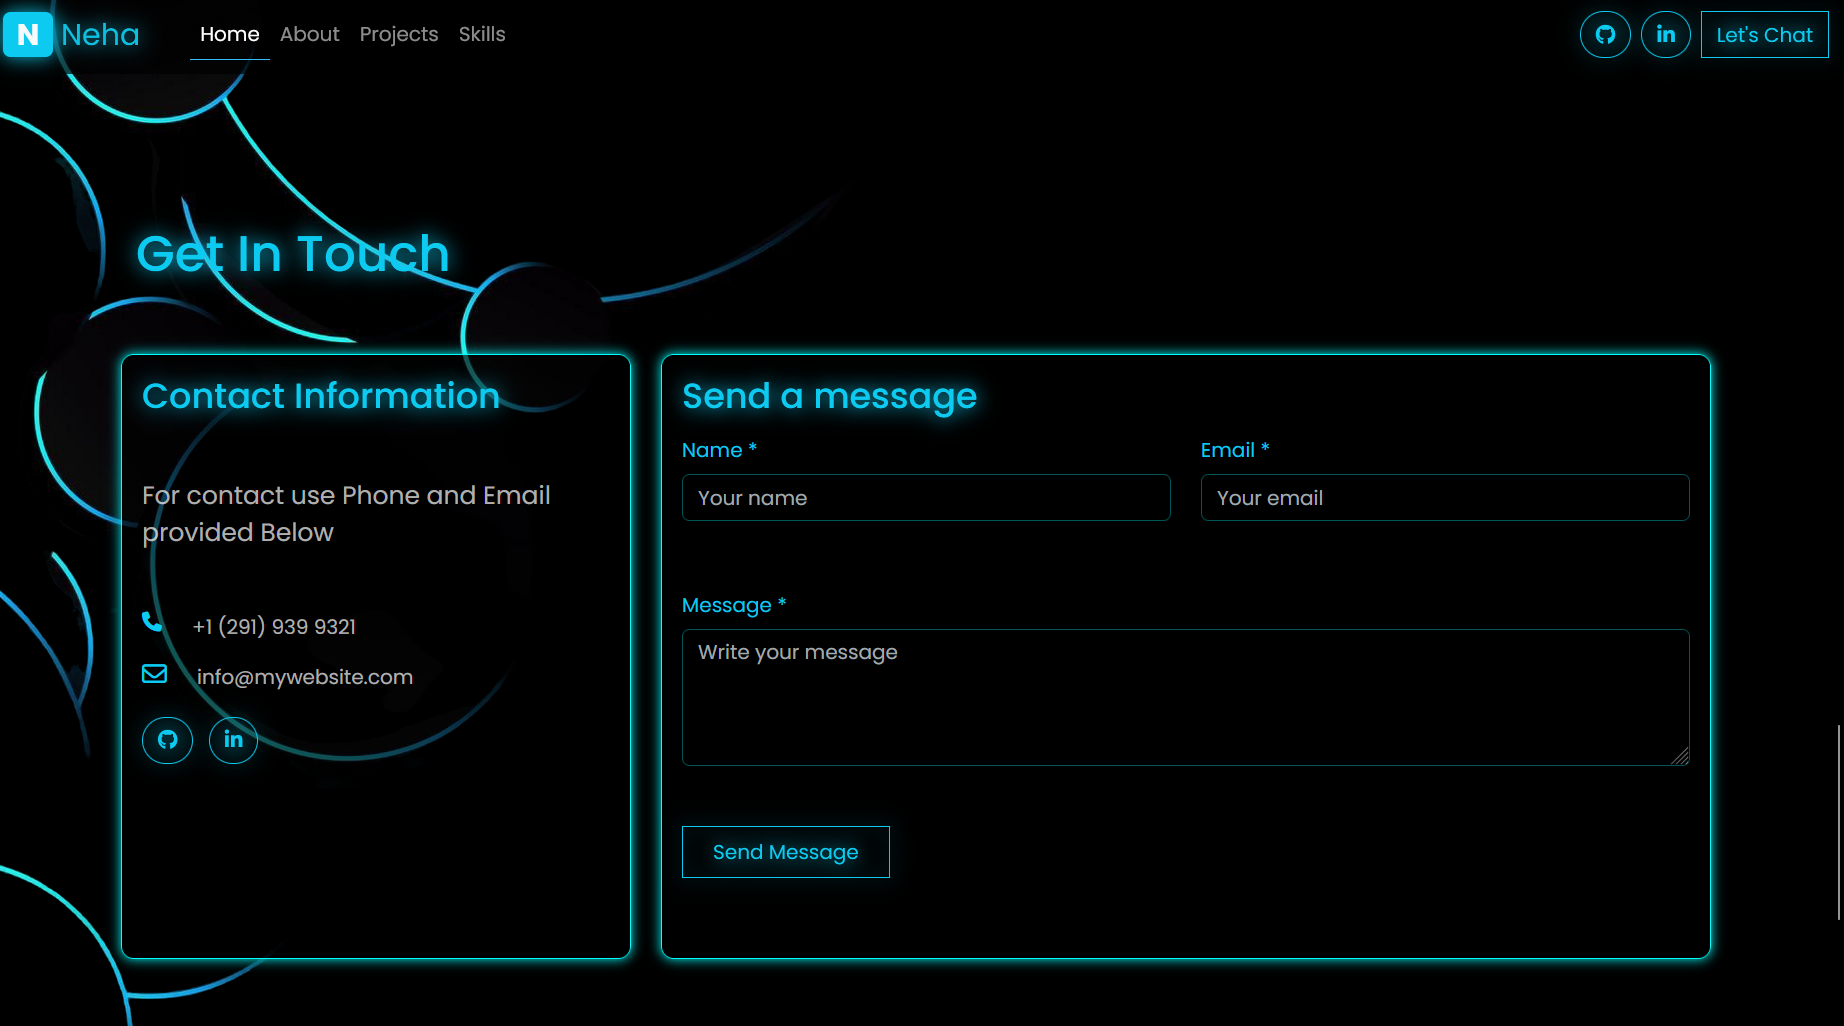 N Neha
Home About Projects Skills
in Let's Chat
Get In Touch
Contact Information
For contact use Phone and Email
provided Below
+1 (291) 939 9321
info@mywebsite.com
in
Send a message
Name * Email *
Your name Your email
Message *
Write your message
Send Message